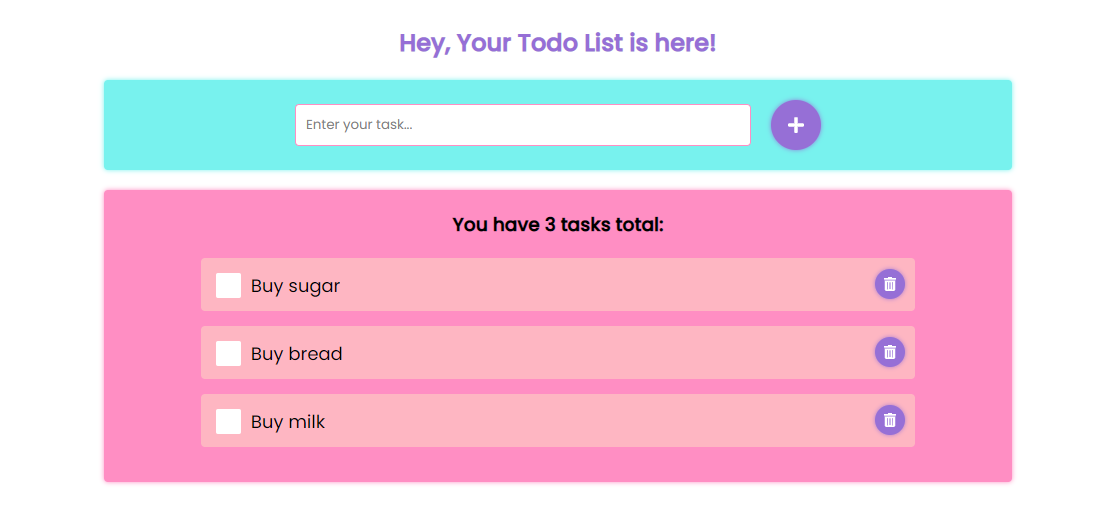 Hey, Your Todo List is here!
Enter your task...
You have 3 tasks total:
Buy sugar
Buy bread
Buy milk